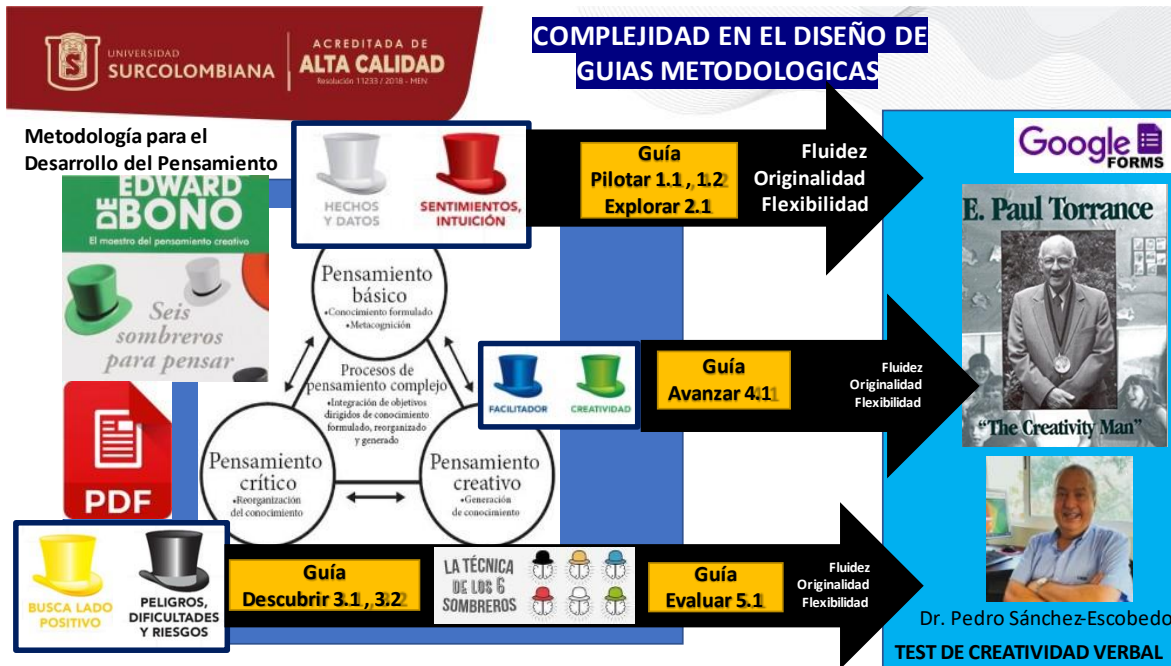 UNIVERSIDAD
SURCOLOMBIANA
ACREDITADA DE
ALTA CALIDAD
Resolución 11233 / 2018 - MEN
COMPLEJIDAD EN EL DISEÑO DE
GUIAS METODOLOGICAS
Metodología para el
Desarrollo del Pensamiento
EDWARD
DE BONO
El maestro del pensamiento creativo
Seis
sombreros
para pensar
PDF
HECHOS
Y DATOS
SENTIMIENTOS,
INTUICIÓN
Guía
Pilotar 1.1 , 1.2
Explorar 2.1
Fluidez
Originalidad
Flexibilidad
Pensamiento
básico
•Conocimiento formulado
•Metacognición
Procesos de
pensamiento complejo
•Integración de objetivos
dirigidos de conocimiento
formulado, reorganizado
y generado
Pensamiento
crítico
•Reorganización
del conocimiento
Pensamiento
creativo
•Generación
de conocimiento
FACILITADOR
CREATIVIDAD
Guía
Avanzar 4.1
Fluidez
Originalidad
Flexibilidad
BUSCA LADO
POSITIVO
PELIGROS,
DIFICULTADES
Y RIESGOS
Guía
Descubrir 3.1 , 3.2
LA TÉCNICA
DE LOS 6
SOMBREROS
Guía
Evaluar 5.1
Fluidez
Originalidad
Flexibilidad
Google
FORMS
E. Paul Torrance
"The Creativity Man"
Dr. Pedro Sánchez-Escobedo
TEST DE CREATIVIDAD VERBAL